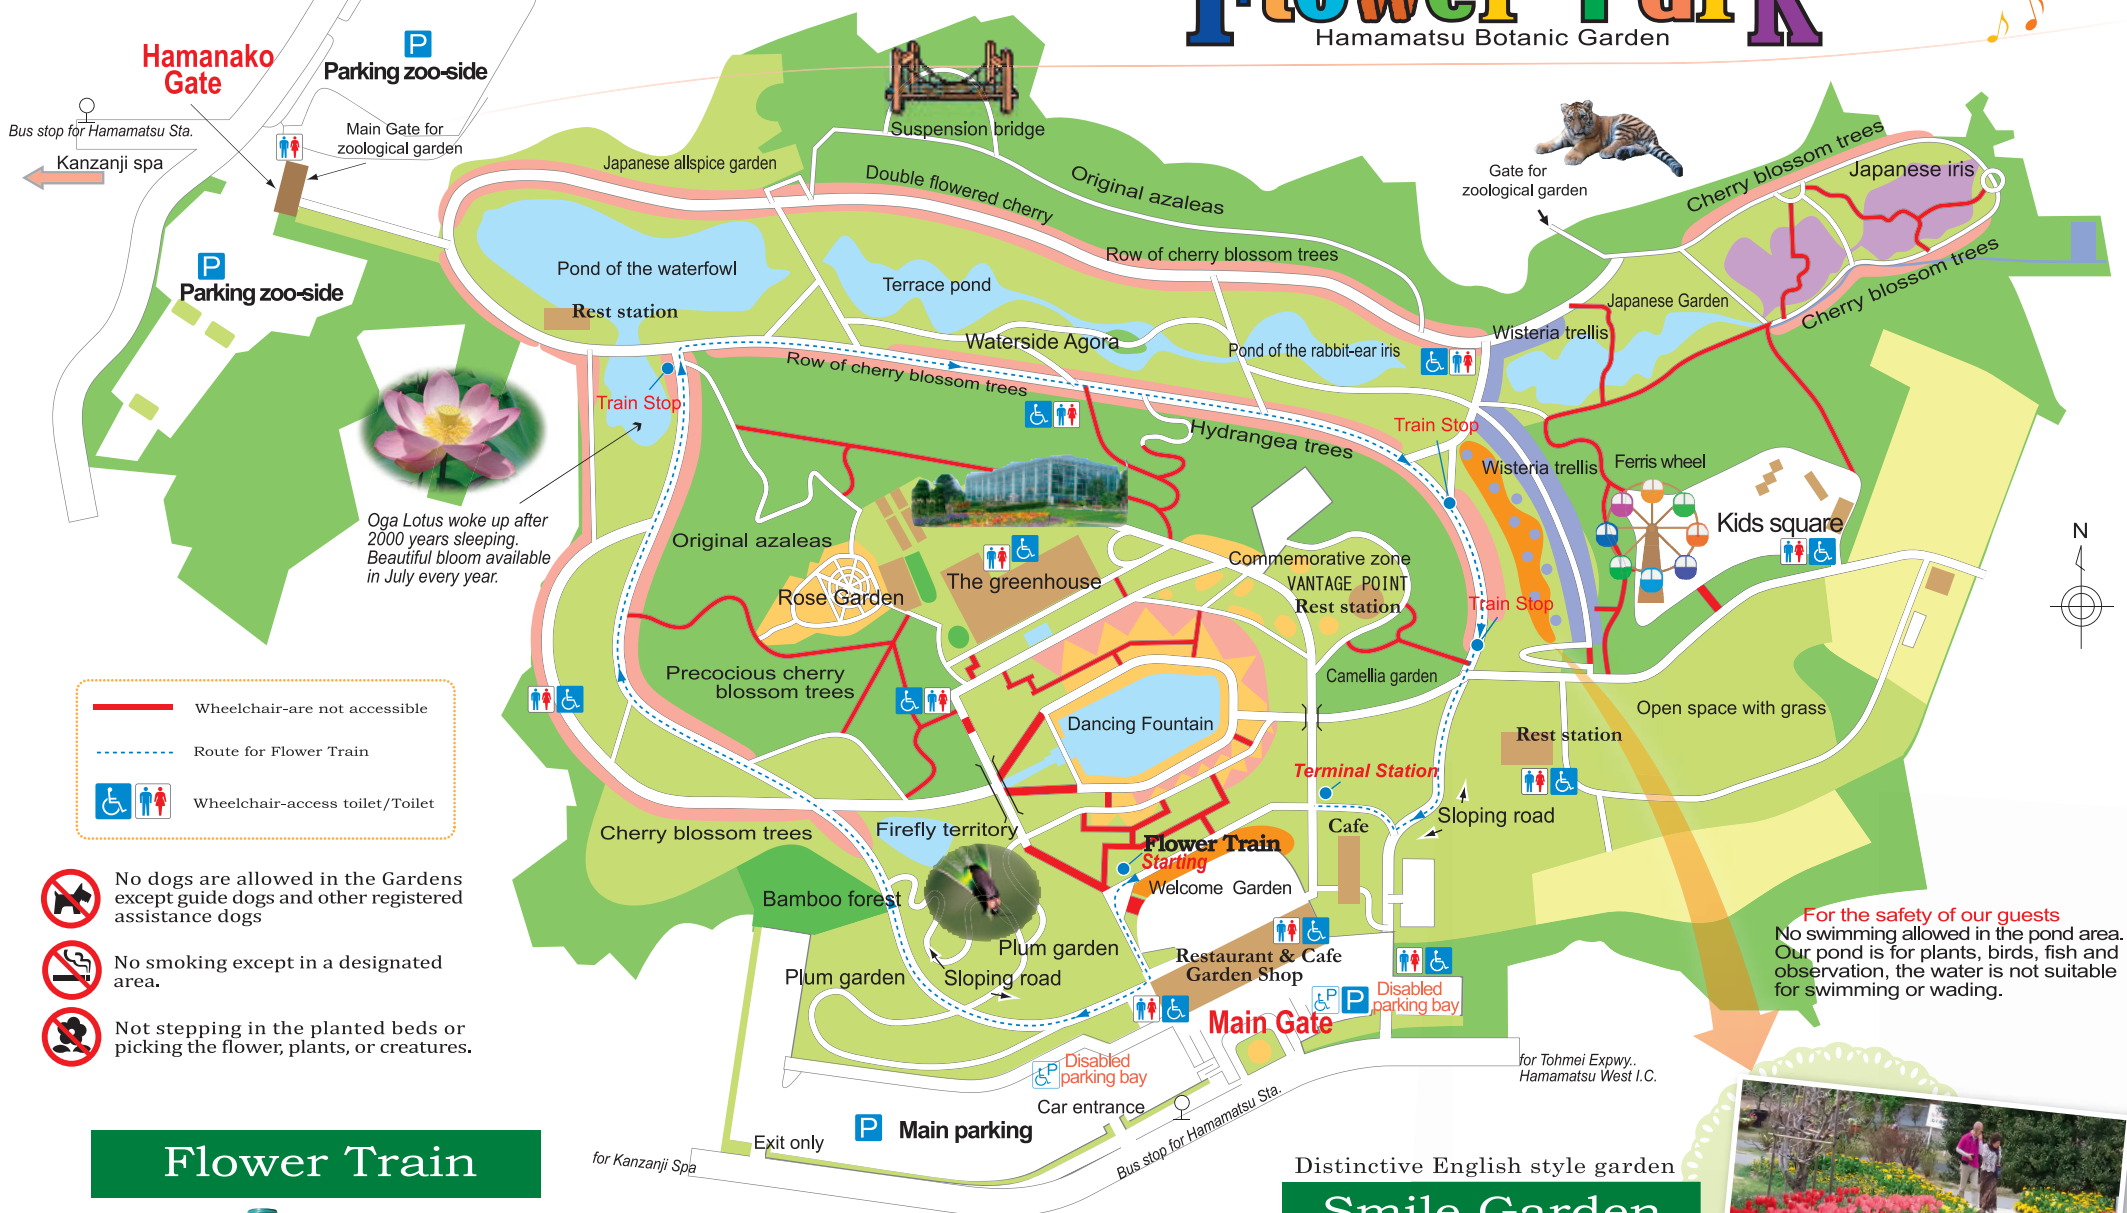 Flower Park
Hamamatsu Botanic Garden
Hamanako
Gate
P
Parking zoo-side
Bus stop for Hamamatsu Sta.
Kanzanji spa
Main Gate for
zoological garden
P
Parking zoo-side
Suspension bridge
Japanese allspice garden
Double flowered cherry
Original azaleas
Row of cherry blossom trees
Gate for
zoological garden
Cherry blossom trees
Japanese iris
Cherry blossom trees
Japanese Garden
Wisteria trellis
Pond of the waterfowl
Rest station
Terrace pond
Waterside Agora
Pond of the rabbit-ear iris
Row of cherry blossom trees
Train Stop
Hydrangea trees
Train Stop
Wisteria trellis
Ferris wheel
Kids square
N
Oga Lotus woke up after
2000 years sleeping.
Beautiful bloom available
in July every year.
Original azaleas
Rose Garden
The greenhouse
Commemorative zone
VANTAGE POINT
Rest station
Train Stop
Precocious cherry
blossom trees
Camellia garden
Dancing Fountain
Open space with grass
Rest station
Terminal Station
Sloping road
Cafe
Wheelchair-are not accessible
Route for Flower Train
Wheelchair-access toilet/Toilet
Cherry blossom trees
Firefly territory
Flower Train
Starting
Welcome Garden
Bamboo forest
Plum garden
Plum garden
Sloping road
Restaurant & Cafe
Garden Shop
P
P
Disabled
parking bay
Main Gate
No dogs are allowed in the Gardens
except guide dogs and other registered
assistance dogs
No smoking except in a designated
area.
Not stepping in the planted beds or
picking the flower, plants, or creatures.
For the safety of our guests
No swimming allowed in the pond area.
Our pond is for plants, birds, fish and
observation, the water is not suitable
for swimming or wading.
P
Disabled
parking bay
for Tohmei Expwy..
Hamamatsu West I.C.
Car entrance
P
Main parking
Exit only
for Kanzanji Spa
Bus stop for Hamamatsu Sta.
Flower Train
Distinctive English style garden
Smile Garden